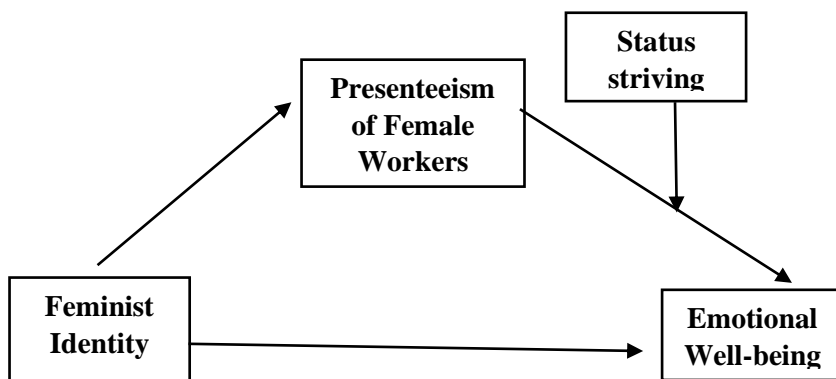 Status
striving
Presenteeism
of Female
Workers
Feminist
Identity
Emotional
Well-being